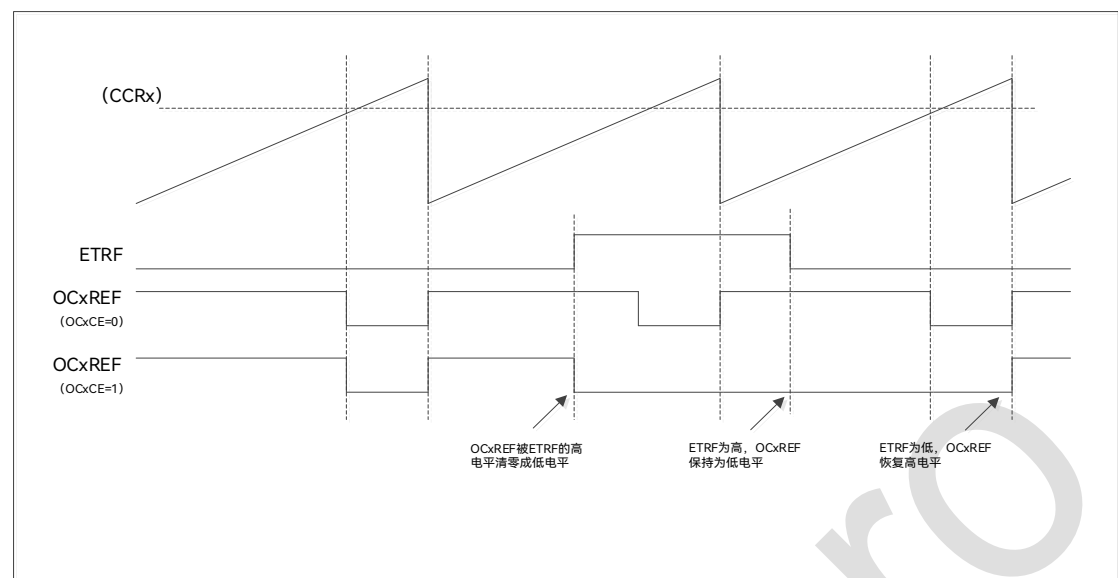 （CCRx）
ETRF
OCxREF
（OCxCE=0）
OCxREF
（OCxCE=1）
OCxREF被ETRF的高
电平清零成低电平
ETRF为高，OCxREF
保持为低电平
ETRF为低，OCxREF
恢复高电平
ro